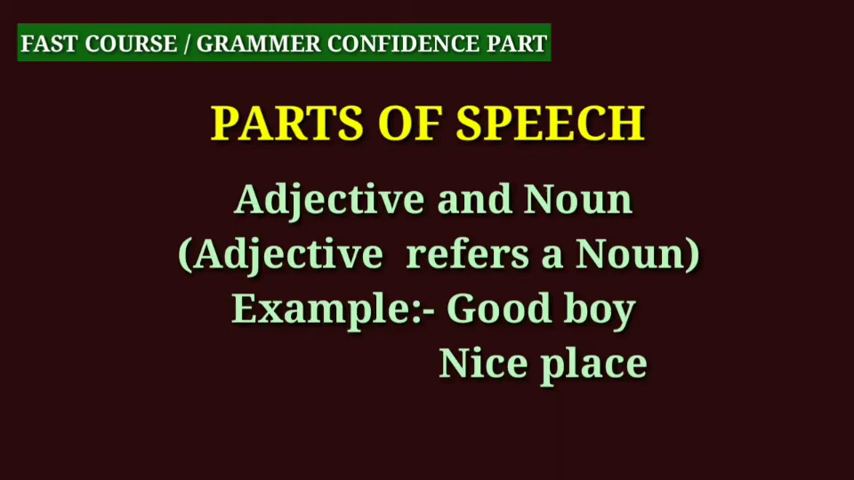 FAST COURSE / GRAMMER CONFIDENCE PART
PARTS OF SPEECH
Adjective and Noun
(Adjective refers a Noun)
Example:- Good boy
Nice place